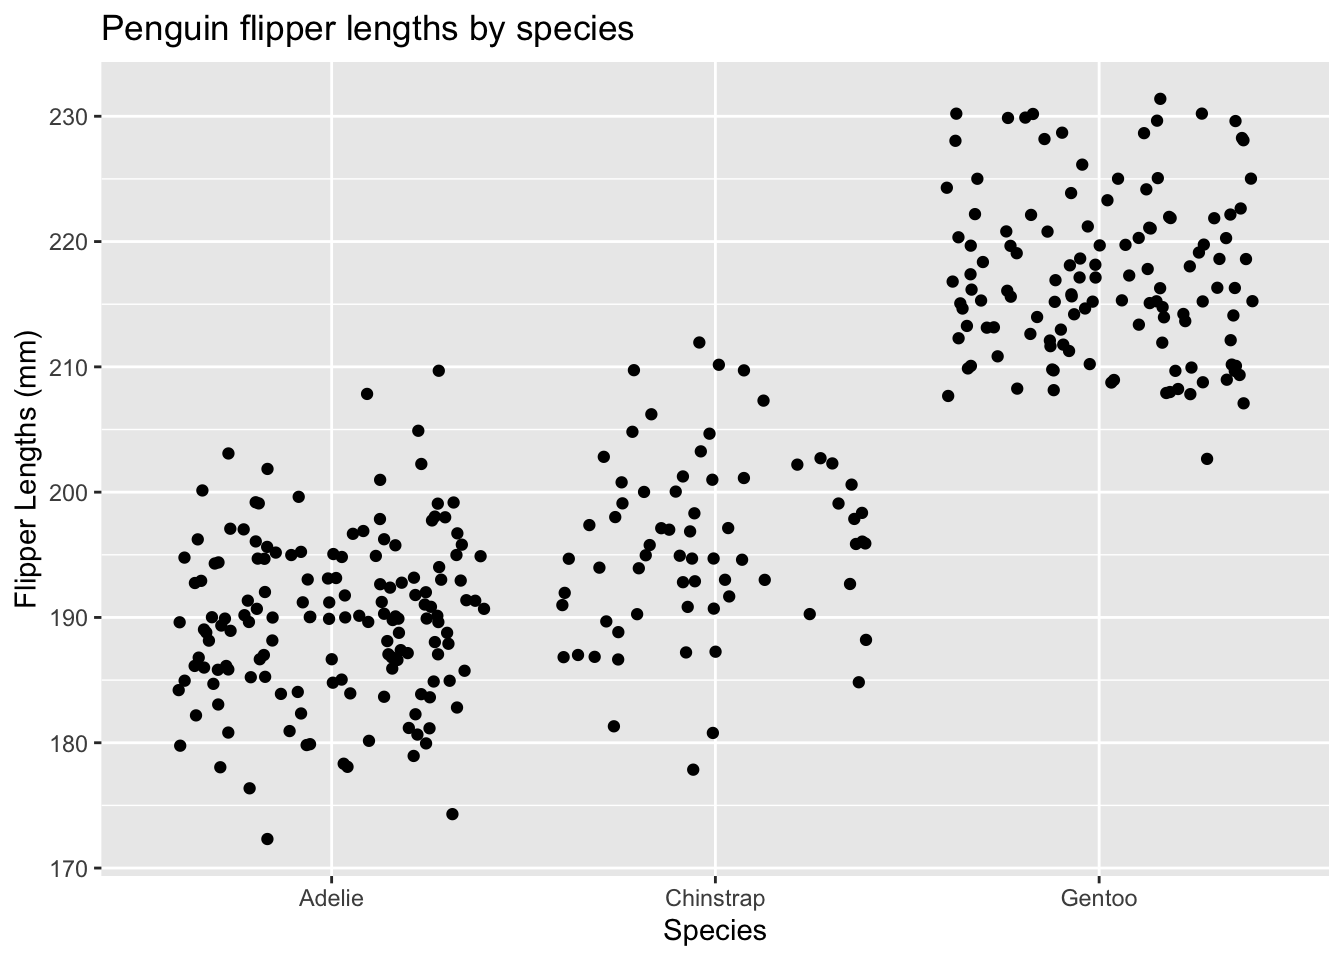 Penguin flipper lengths by species
230
220
210
200
190
180
170
Flipper Lengths (mm)
Adelie Chinstrap Gentoo
Species